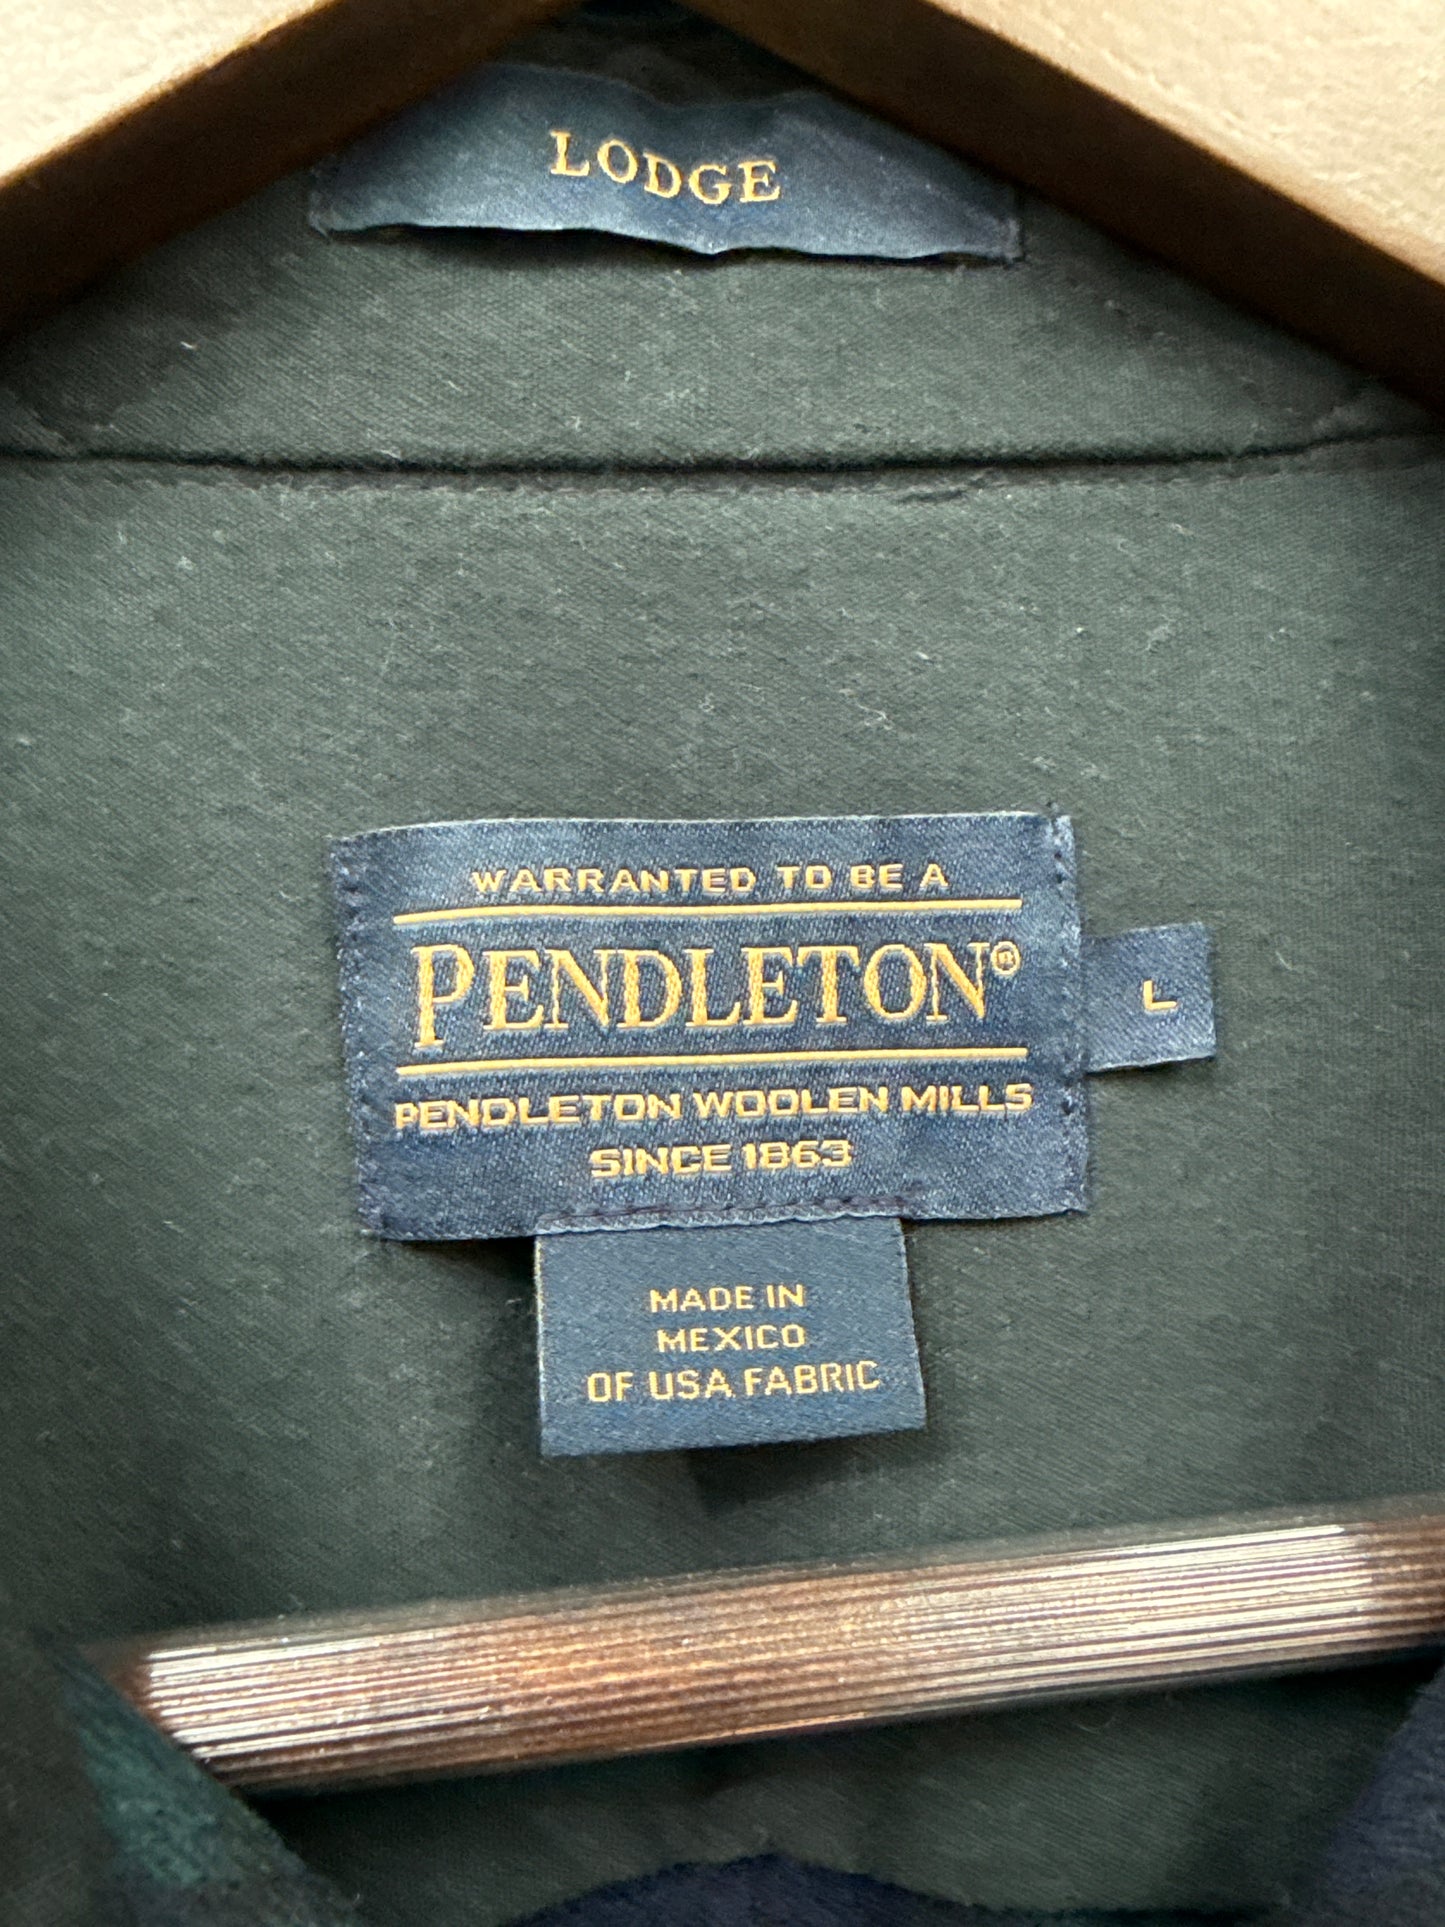 LODGE
WARRANTED TO BE A
PENDLETON®
L
PENDLETON WOOLEN MILLS
SINCE 1863
MADE IN
MEXICO
OF USA FABRIC